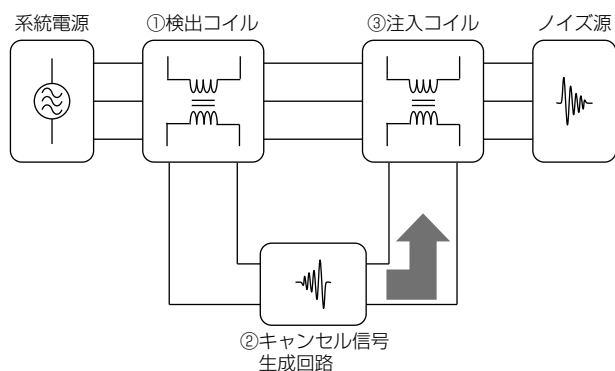 系統電源
①検出コイル
③注入コイル
ノイズ源
②キャンセル信号
生成回路